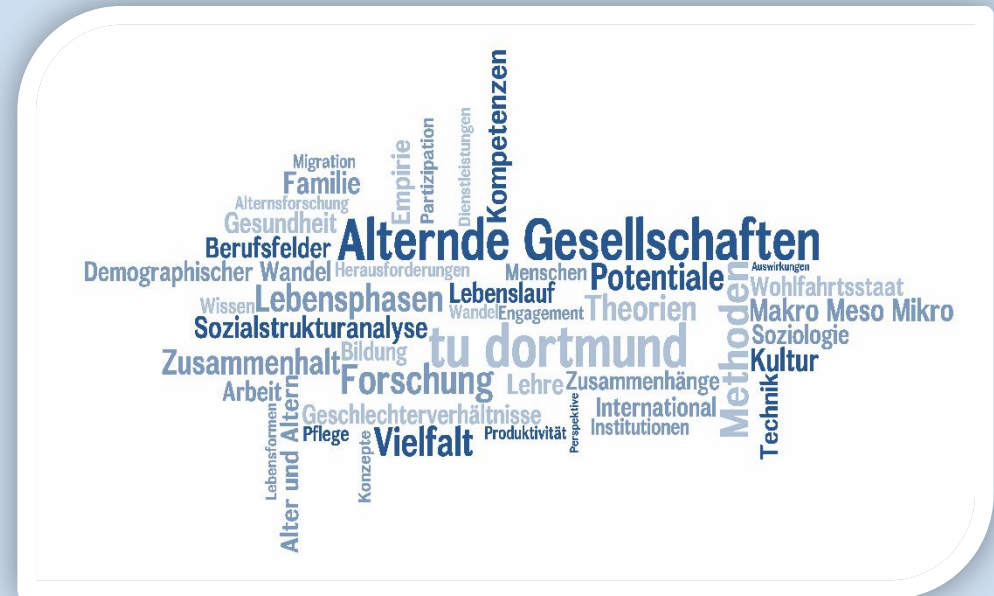 Kompetenzen
Dienstleistungen
Partizipation
Empirie
Migration
Familie
Alternsforschung
Gesundheit
Berufsfelder
Alternde Gesellschaften
Demographischer Wandel
Herausforderungen
Menschen
Potentiale
Auswirkungen
Methoden
Wohlfahrtsstaat
Wissen
Lebensphasen
Lebenslauf
Wandel
Engagement
Theorien
Makro Meso Mikro
Sozialstrukturanalyse
tu dortmund
Soziologie
Zusammenhalt
Bildung
Kultur
Arbeit
Forschung
Lehre
Zusammenhänge
Technik
Alter und Altern
Lebensformen
Geschlechterverhältnisse
Perspektive
International
Institutionen
Pflege
Konzepte
Vielfalt
Produktivität